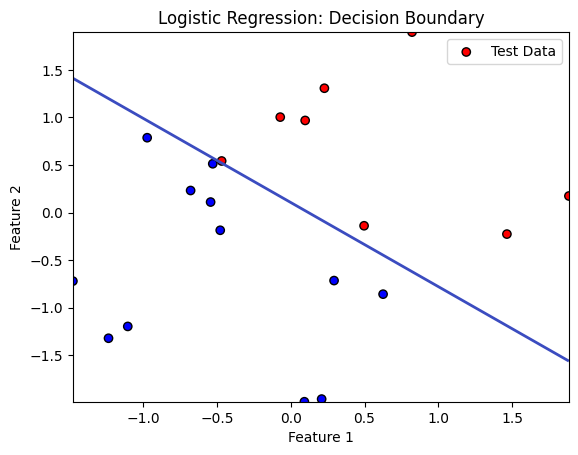 Logistic Regression: Decision Boundary
Test Data
1.5
1.0
0.5
0.0
−0.5
−1.0
−1.5
Feature 2
−1.0 −0.5 0.0 0.5 1.0 1.5
Feature 1